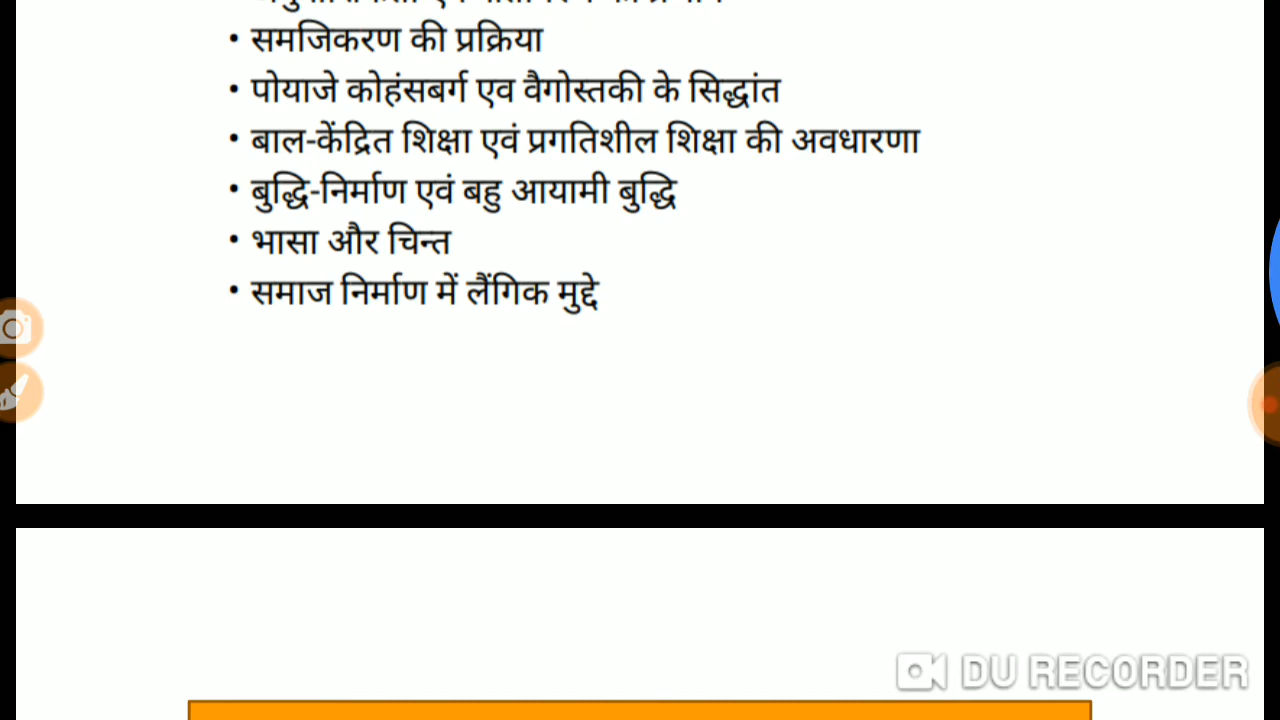 • समजिकरण की प्रक्रिया
• पोयाजे कोहंसबर्ग एव वैगोस्तकी के सिद्धांत
• बाल-केंद्रित शिक्षा एवं प्रगतिशील शिक्षा की अवधारणा
• बुद्धि-निर्माण एवं बहु आयामी बुद्धि
• भासा और चिन्त
• समाज निर्माण में लैंगिक मुद्दे
DU RECORDER